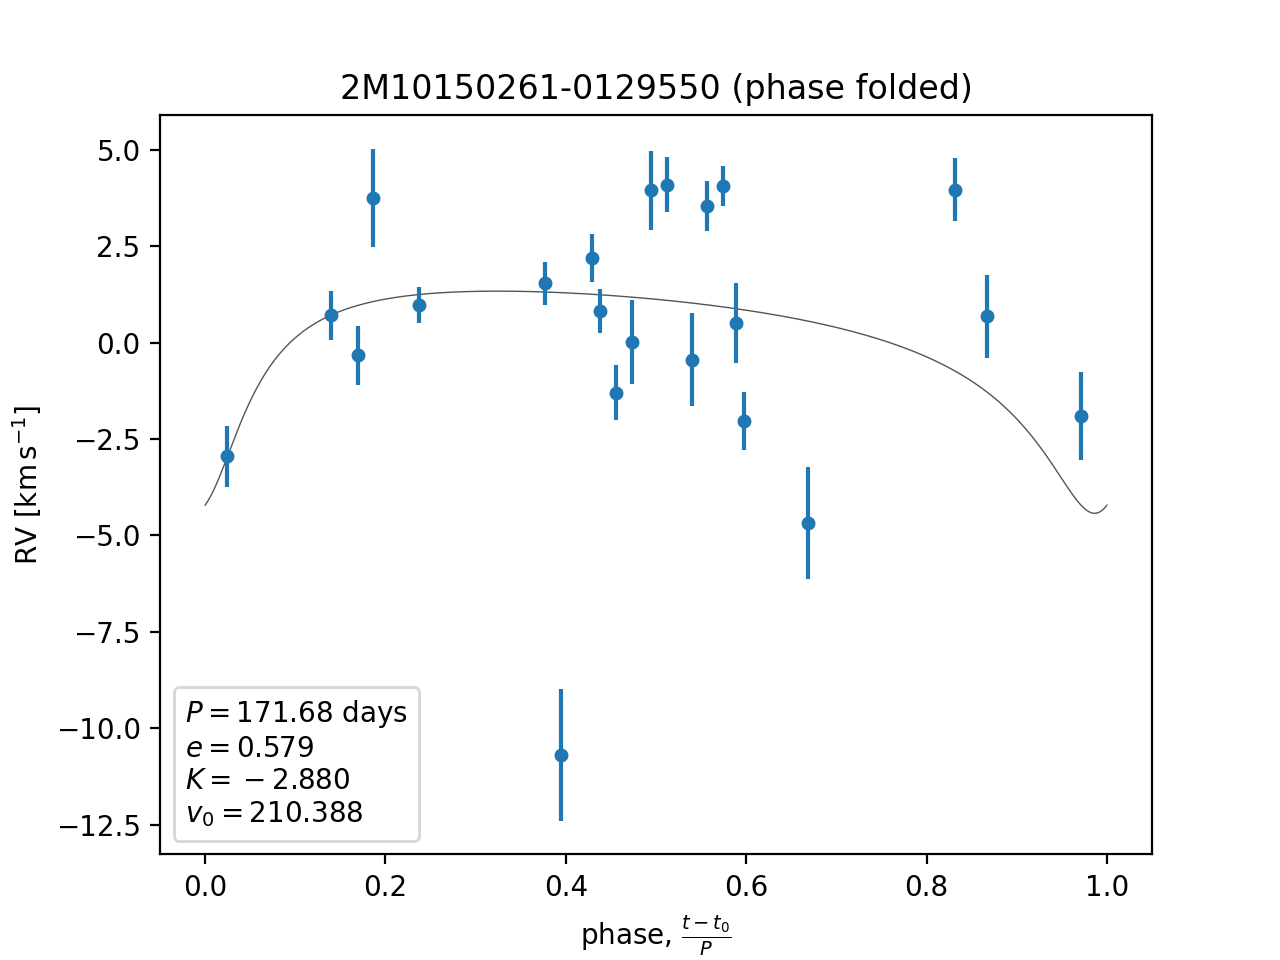 2M10150261-0129550 (phase folded)
RV [km s⁻¹]
5.0
2.5
0.0
−2.5
−5.0
−7.5
−10.0
−12.5
P = 171.68 days
e = 0.579
K = −2.880
v₀ = 210.388
0.0 0.2 0.4 0.6 0.8 1.0
phase, (t − t₀)/P